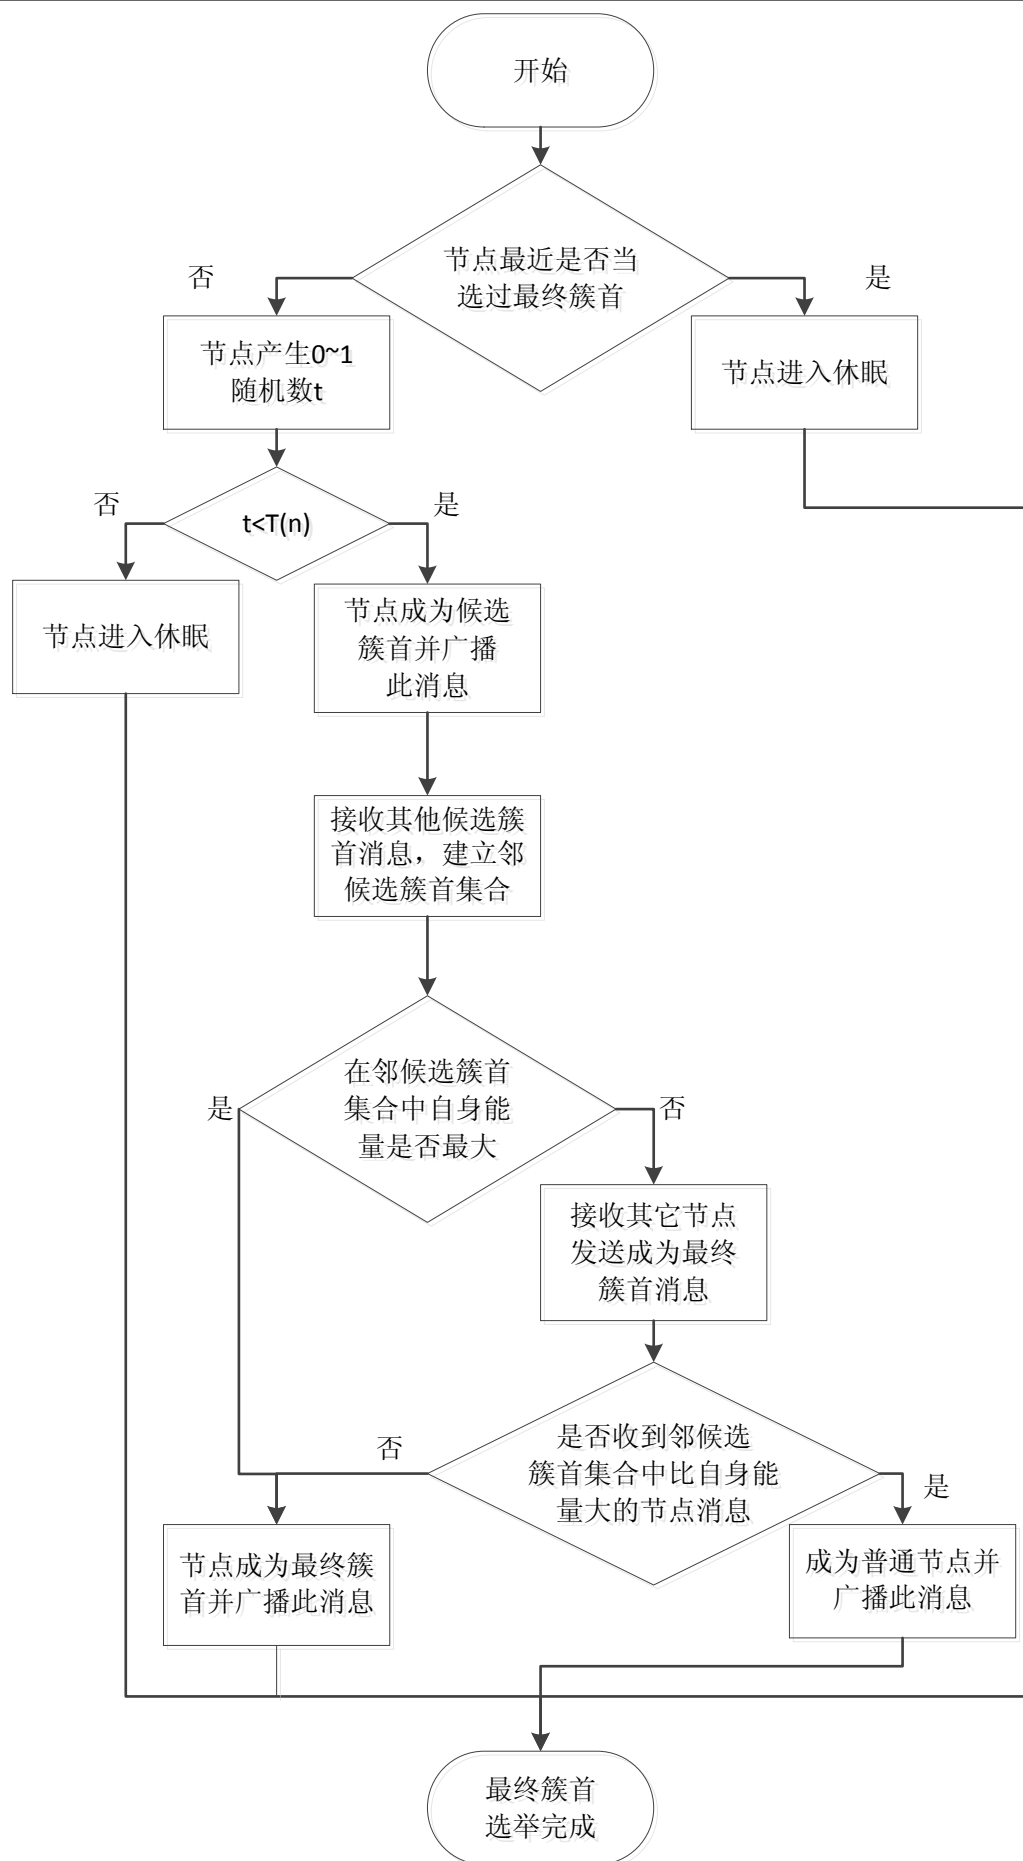 开始
节点最近是否当
选过最终簇首
否
是
节点产生0~1
随机数t
节点进入休眠
t<T(n)
否
是
节点进入休眠
节点成为候选
簇首并广播
此消息
接收其他候选簇
首消息，建立邻
候选簇首集合
在邻候选簇首
集合中自身能
量是否最大
是
否
接收其它节点
发送成为最终
簇首消息
是否收到邻候选
簇首集合中比自身能
量大的节点消息
否
是
节点成为最终簇
首并广播此消息
成为普通节点并
广播此消息
最终簇首
选举完成